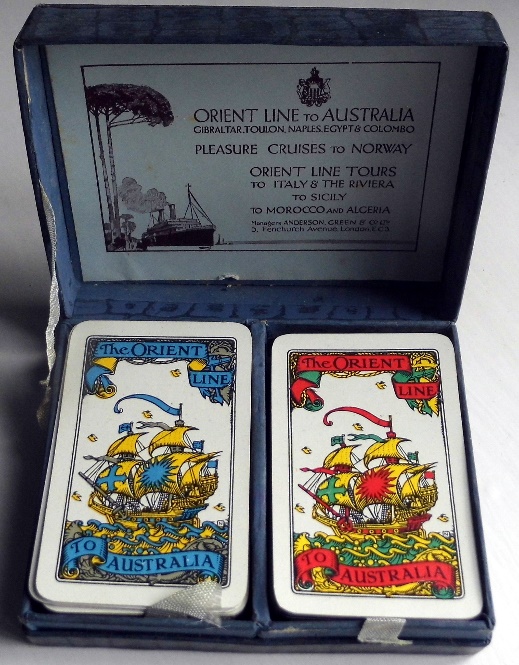 ORIENT LINE TO AUSTRALIA
GIBRALTAR, TOULON, NAPLES, EGYPT & COLOMBO
PLEASURE CRUISES TO NORWAY
ORIENT LINE TOURS
TO ITALY & THE RIVIERA
TO SICILY
TO MOROCCO AND ALGERIA
Managers ANDERSON, GREEN & CO LTD
5, Fenchurch Avenue London, E.C.3.
The ORIENT
LINE
TO AUSTRALIA
The ORIENT
LINE
TO AUSTRALIA